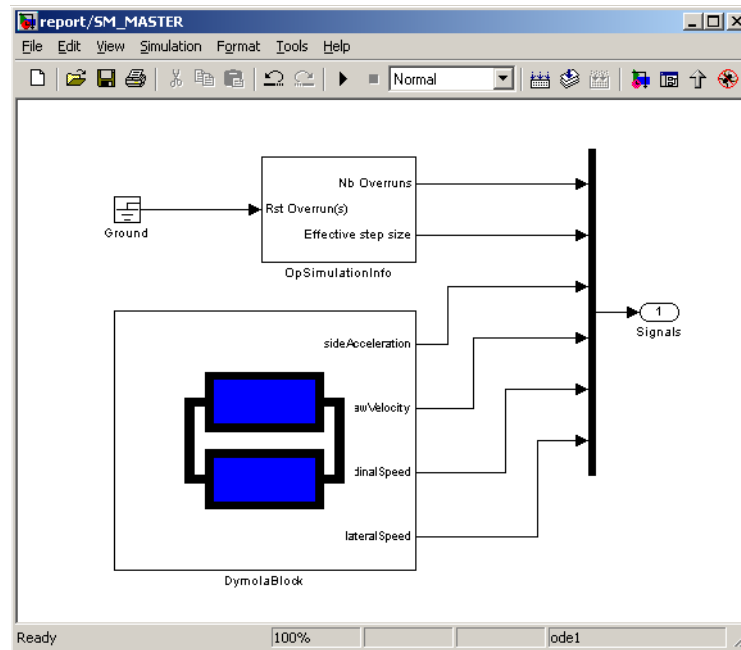 report/SM_MASTER
File Edit View Simulation Format Tools Help
Normal
Nb Overruns
Rst Overrun(s)
Ground
Effective step size
OpSimulationInfo
1
Signals
sideAcceleration
awVelocity
dinalSpeed
lateralSpeed
DymolaBlock
Ready 100% ode1